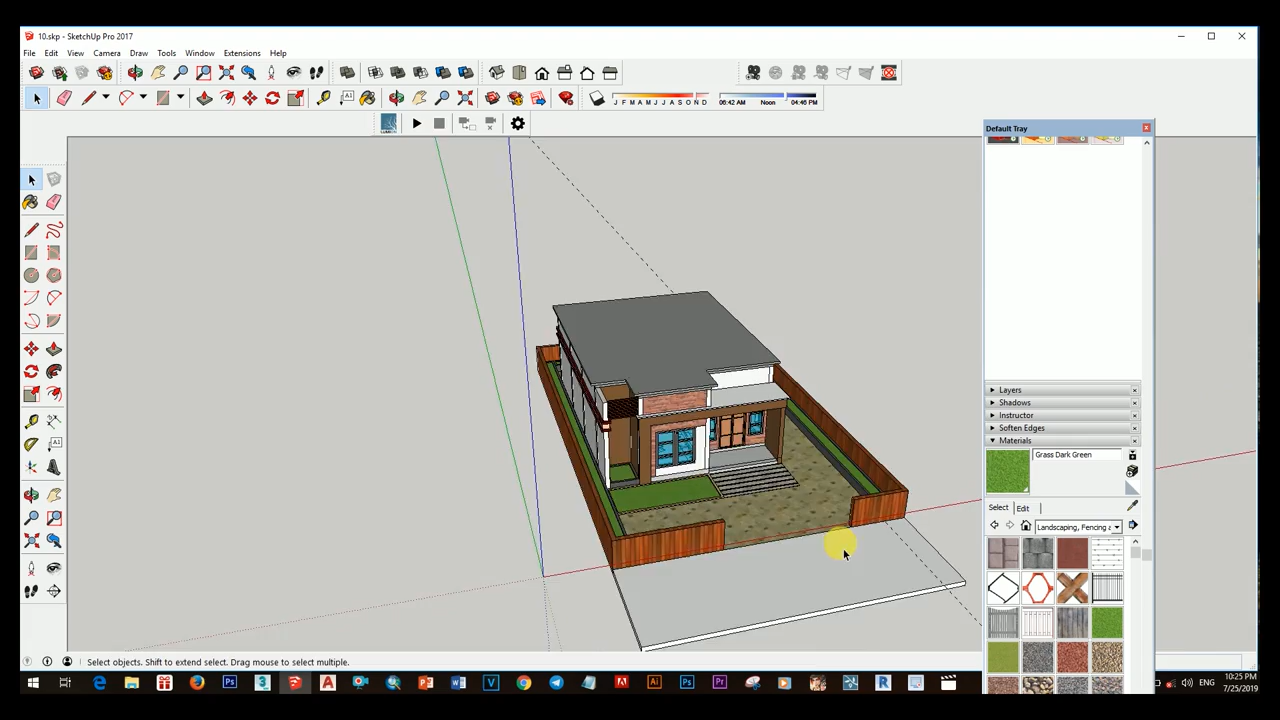 10.skp - SketchUp Pro 2017
File Edit View Camera Draw Tools Window Extensions Help
J F M A M J J A S O N D 06:42 AM Noon 04:46 PM
Default Tray
Layers
Shadows
Instructor
Soften Edges
Materials
Grass Dark Green
Select Edit
Landscaping, Fencing a
Select objects. Shift to extend select. Drag mouse to select multiple.
ENG
10:25 PM
7/25/2019